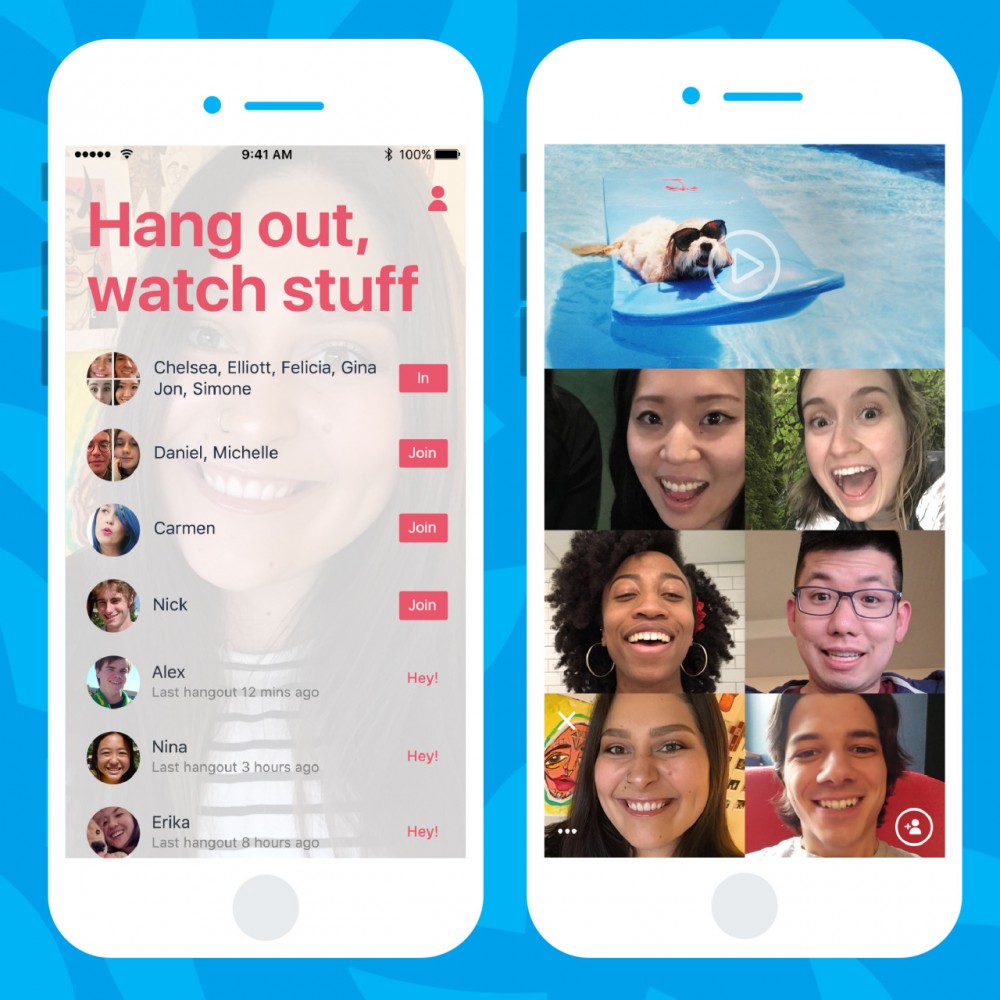 9:41 AM
100%
Hang out,
watch stuff
Chelsea, Elliott, Felicia, Gina
Jon, Simone
In
Daniel, Michelle
Join
Carmen
Join
Nick
Join
Alex
Last hangout 12 mins ago
Hey!
Nina
Last hangout 3 hours ago
Hey!
Erika
Last hangout 8 hours ago
Hey!